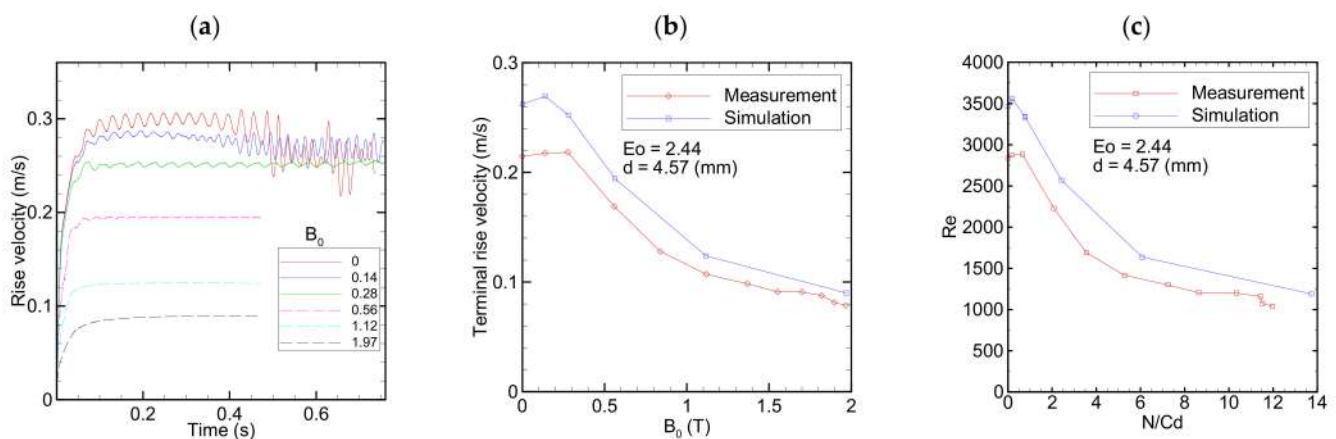 (a)
Rise velocity (m/s)
0.3
0.2
0.1
0
0.2
0.4
0.6
Time (s)
B0
0
0.14
0.28
0.56
1.12
1.97
(b)
Terminal rise velocity (m/s)
0.3
0.2
0.1
0
0
0.5
1
1.5
2
B0 (T)
Measurement
Simulation
Eo = 2.44
d = 4.57 (mm)
(c)
Re
4000
3500
3000
2500
2000
1500
1000
500
0
0
2
4
6
8
10
12
14
N/Cd
Measurement
Simulation
Eo = 2.44
d = 4.57 (mm)